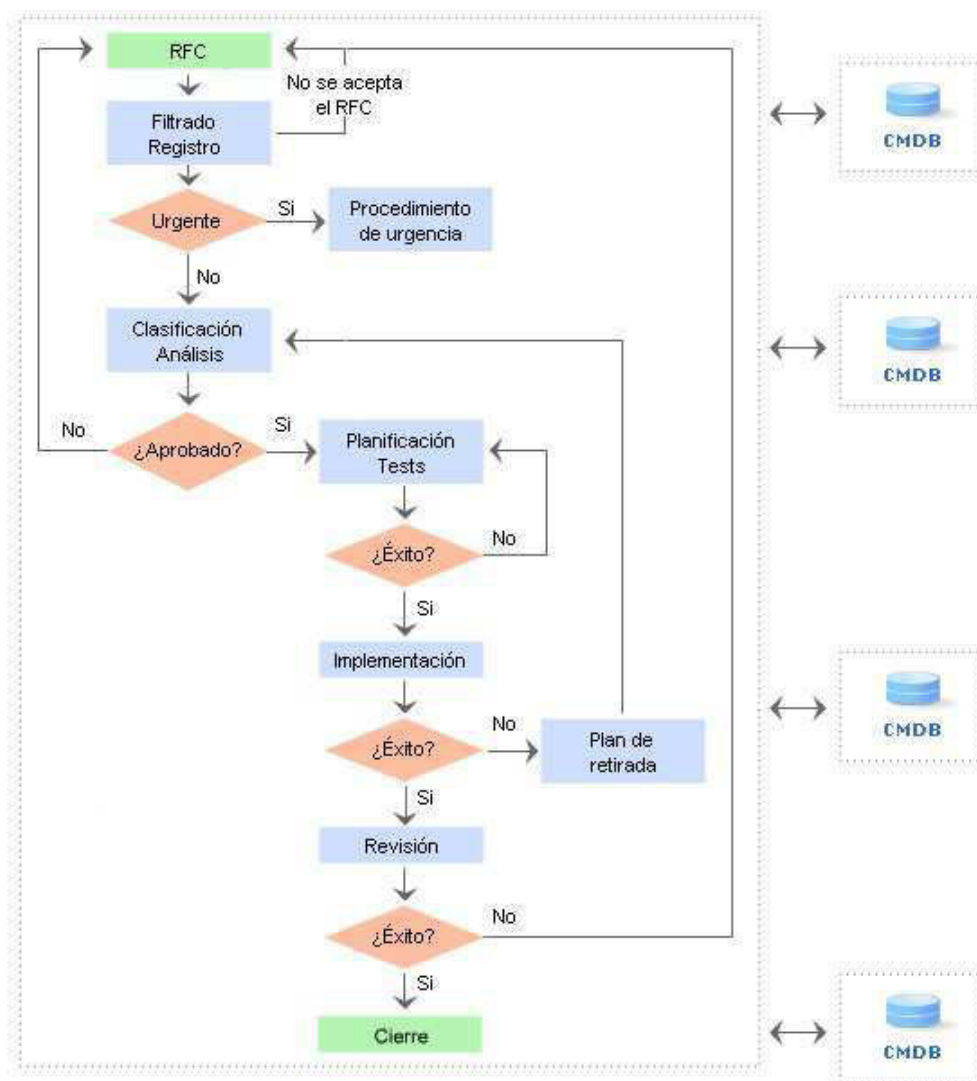 RFC
No se acepta
el RFC
Filtrado
Registro
CMDB
Urgente
Si
Procedimiento
de urgencia
No
Clasificación
Análisis
CMDB
No
¿Aprobado?
Si
Planificación
Tests
¿Éxito?
No
Si
Implementación
¿Éxito?
No
Plan de
retirada
CMDB
Si
Revisión
¿Éxito?
No
Si
Cierre
CMDB